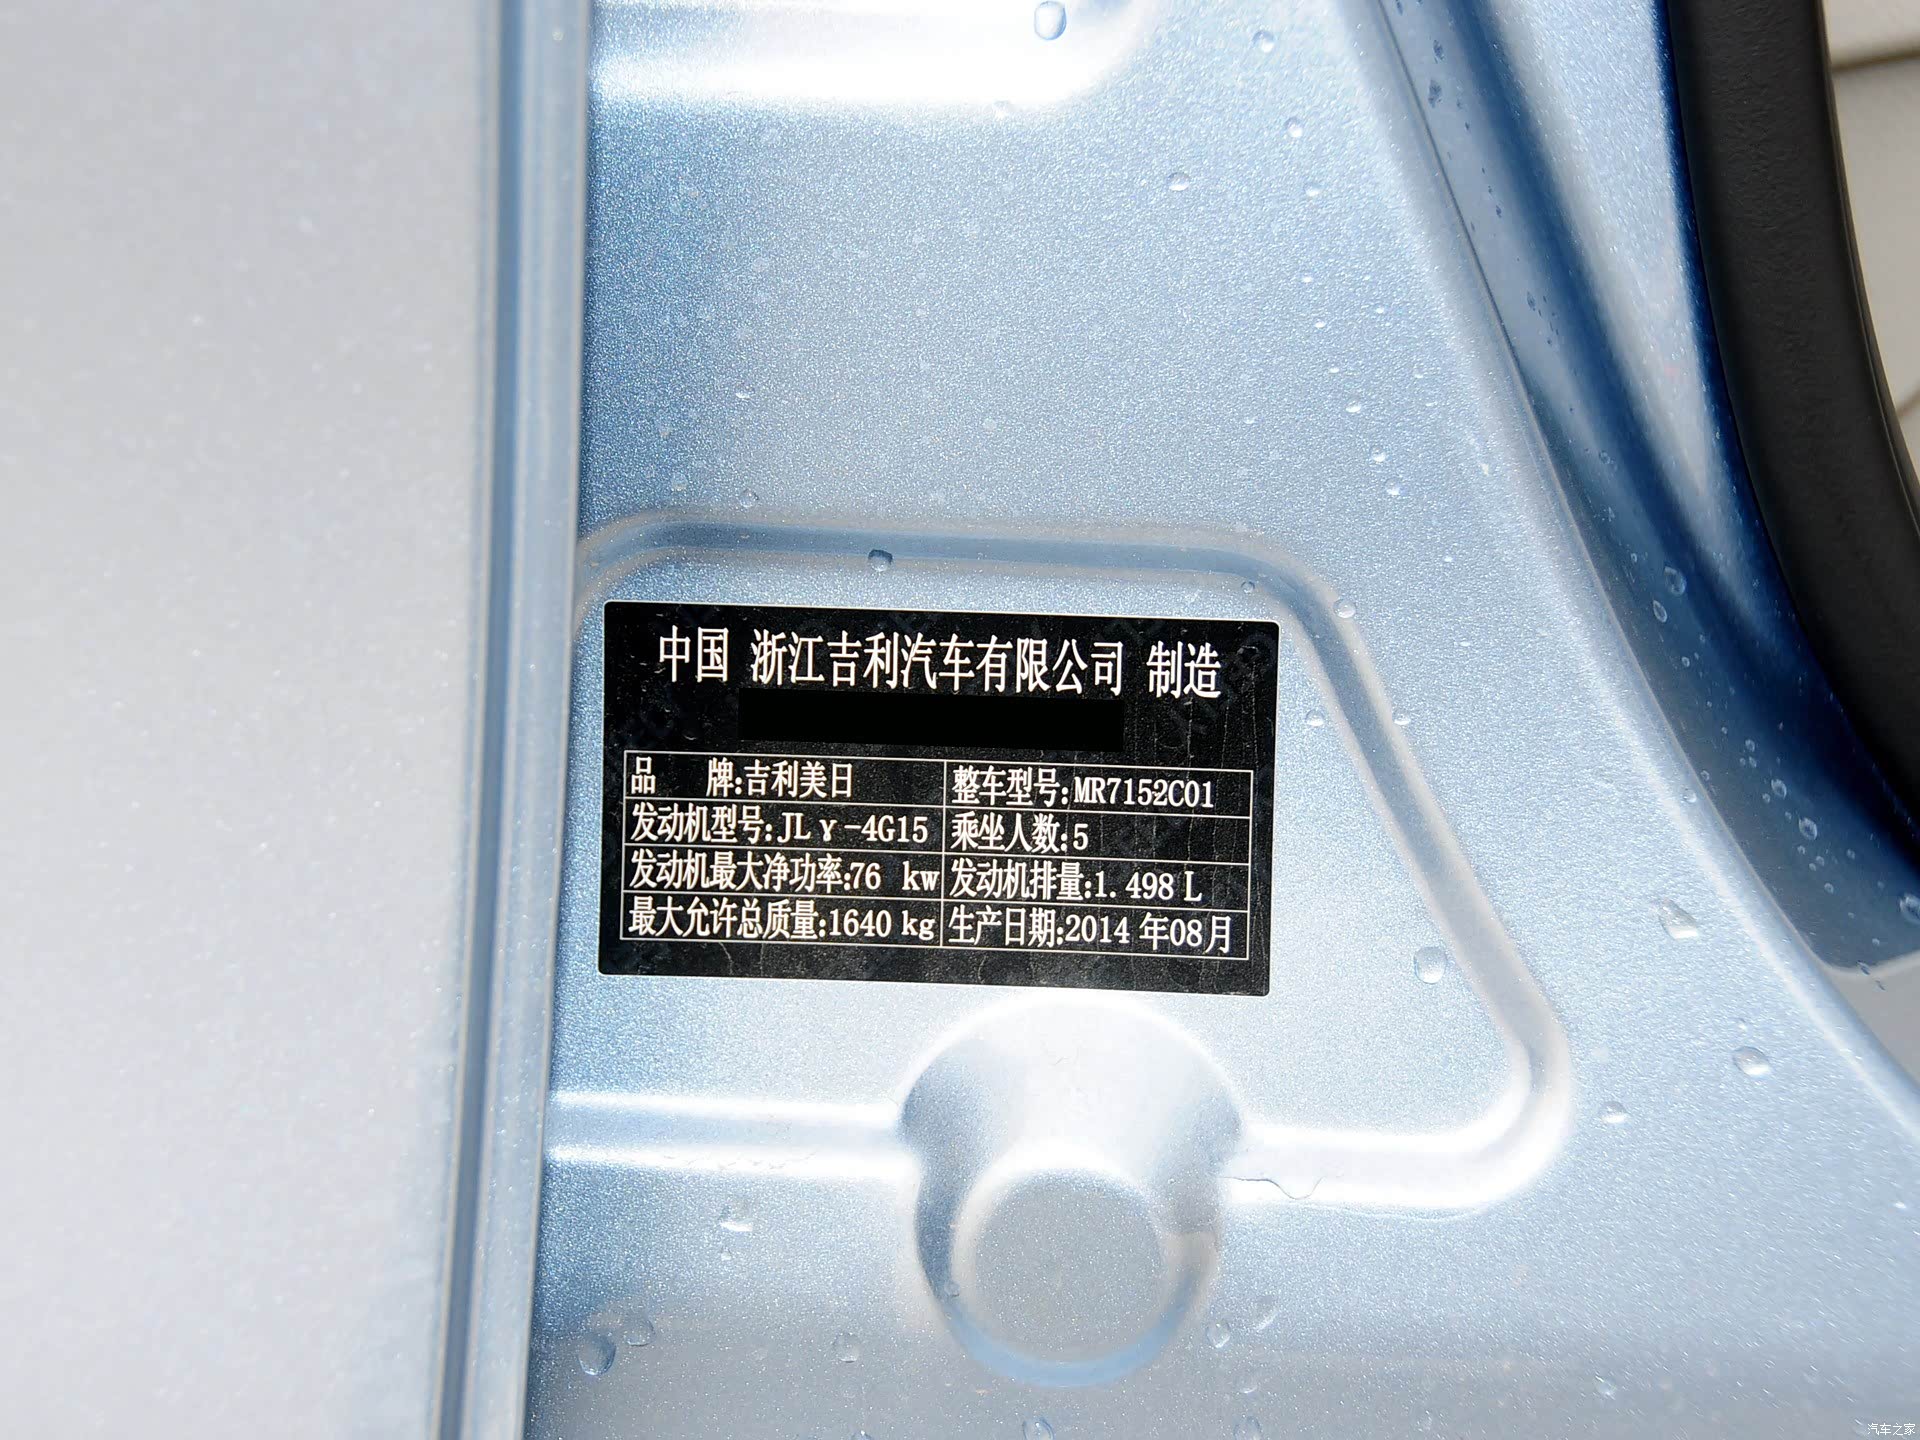 中国 浙江吉利汽车有限公司 制造
品 牌:吉利美日 整车型号:MR7152C01
发动机型号:JLγ-4G15 乘坐人数:5
发动机最大净功率:76 kw 发动机排量:1.498 L
最大允许总质量:1640 kg 生产日期:2014 年08月
汽车之家